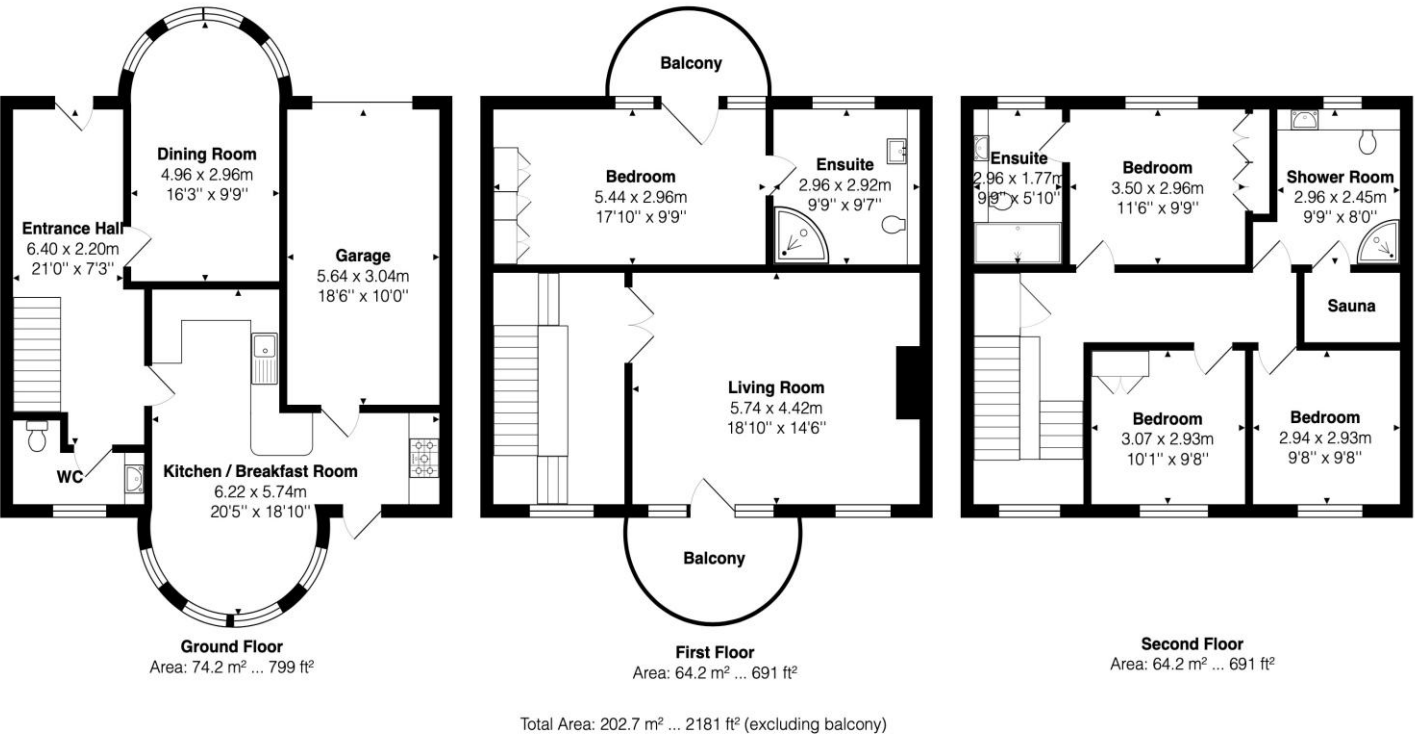 Dining Room
4.96 x 2.96m
16'3'' x 9'9''
Entrance Hall
6.40 x 2.20m
21'0'' x 7'3''
Garage
5.64 x 3.04m
18'6'' x 10'0''
WC
Kitchen / Breakfast Room
6.22 x 5.74m
20'5'' x 18'10''
Ground Floor
Area: 74.2 m² ... 799 ft²
Balcony
Bedroom
5.44 x 2.96m
17'10'' x 9'9''
Ensuite
2.96 x 2.92m
9'9'' x 9'7''
Living Room
5.74 x 4.42m
18'10'' x 14'6''
Balcony
First Floor
Area: 64.2 m² ... 691 ft²
Ensuite
2.96 x 1.77m
9'9'' x 5'10''
Bedroom
3.50 x 2.96m
11'6'' x 9'9''
Shower Room
2.96 x 2.45m
9'9'' x 8'0''
Sauna
Bedroom
3.07 x 2.93m
10'1'' x 9'8''
Bedroom
2.94 x 2.93m
9'8'' x 9'8''
Second Floor
Area: 64.2 m² ... 691 ft²
Total Area: 202.7 m² ... 2181 ft² (excluding balcony)